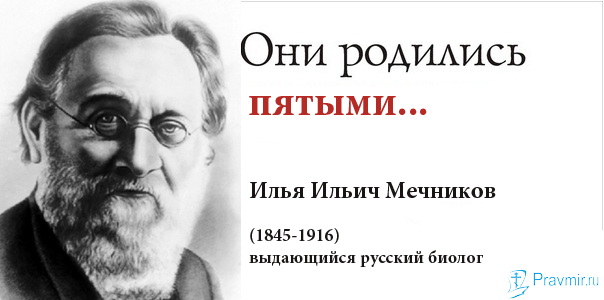 Они родились
пятыми...
Илья Ильич Мечников
(1845-1916)
выдающийся русский биолог
Pravmir.ru